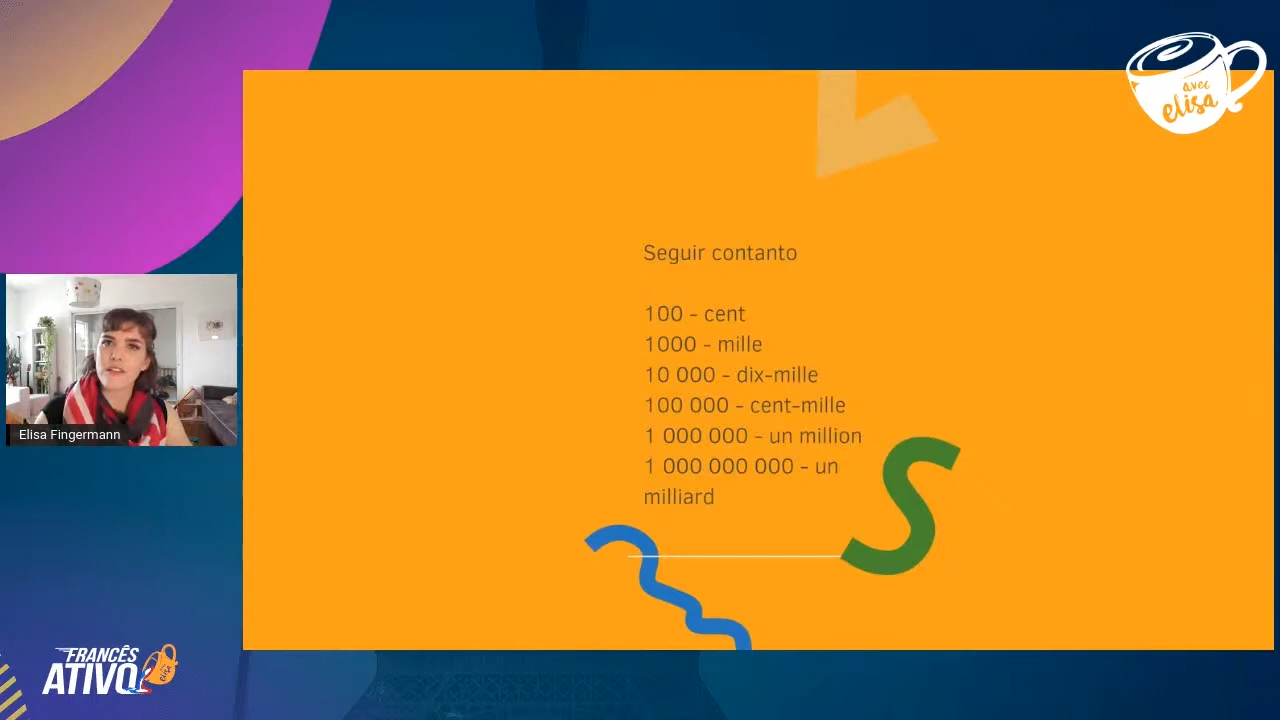 avec
elisa
Seguir contanto
100 - cent
1000 - mille
10 000 - dix-mille
100 000 - cent-mille
1 000 000 - un million
1 000 000 000 - un
milliard
Elisa Fingermann
FRANCÊS
ATIVO
elisa